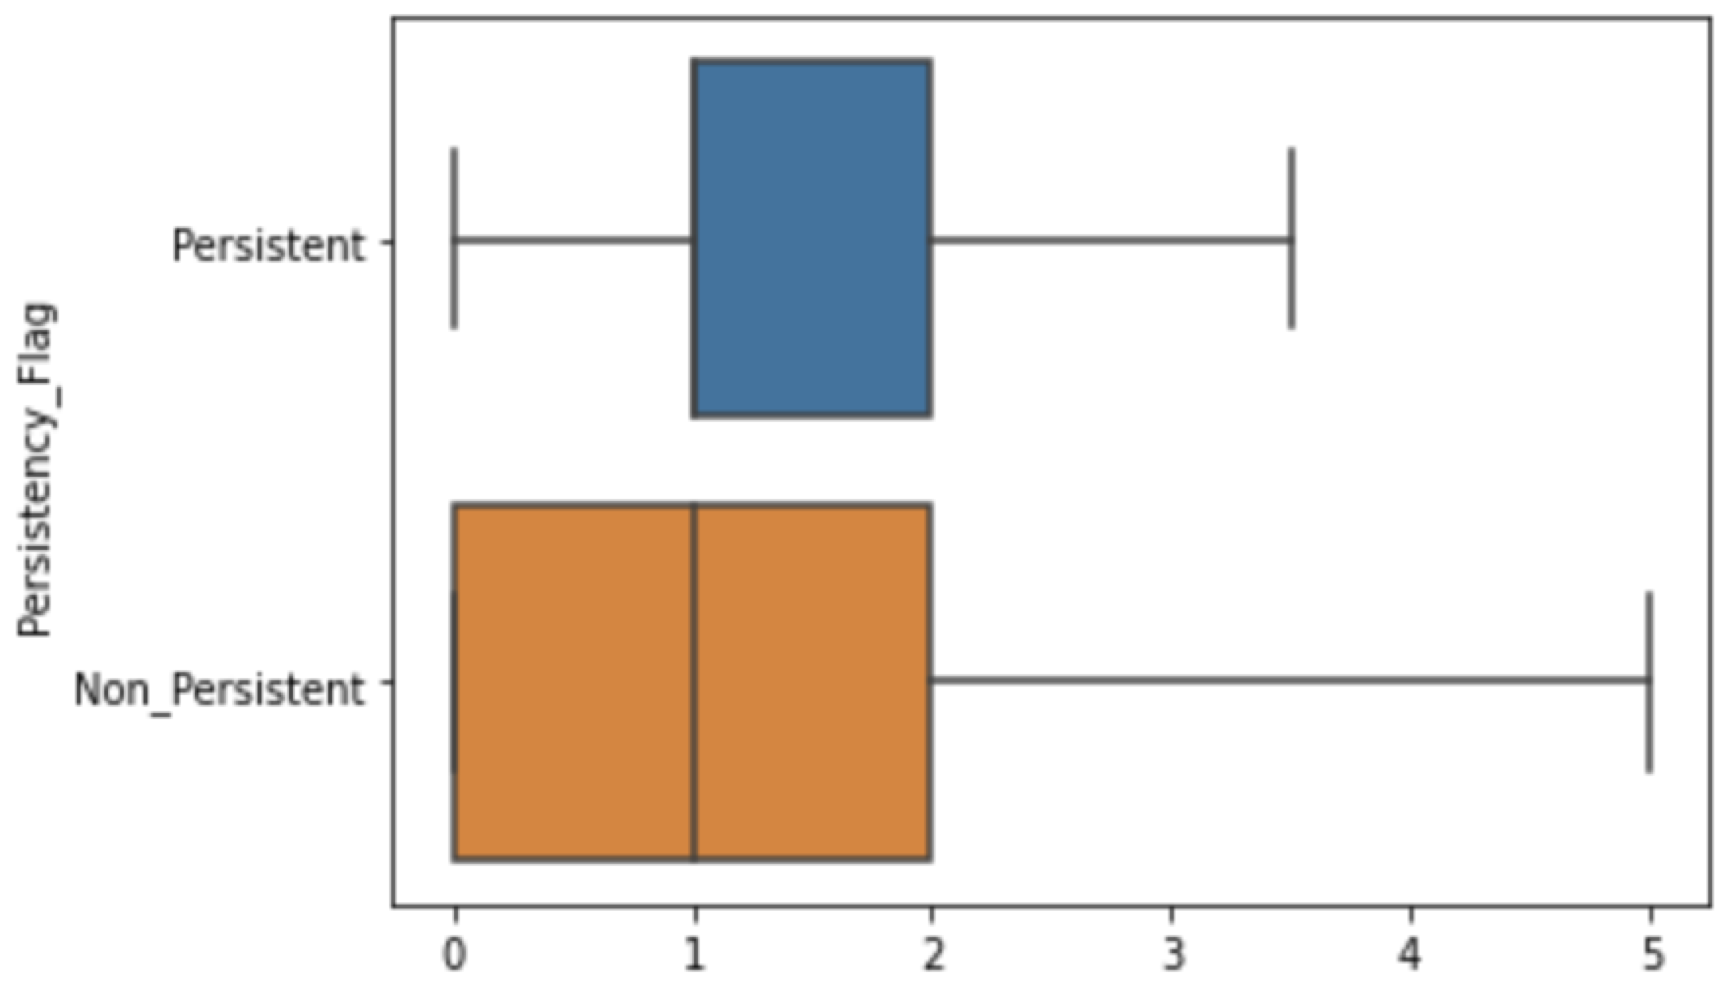 Persistency_Flag
Persistent
Non_Persistent
0 1 2 3 4 5